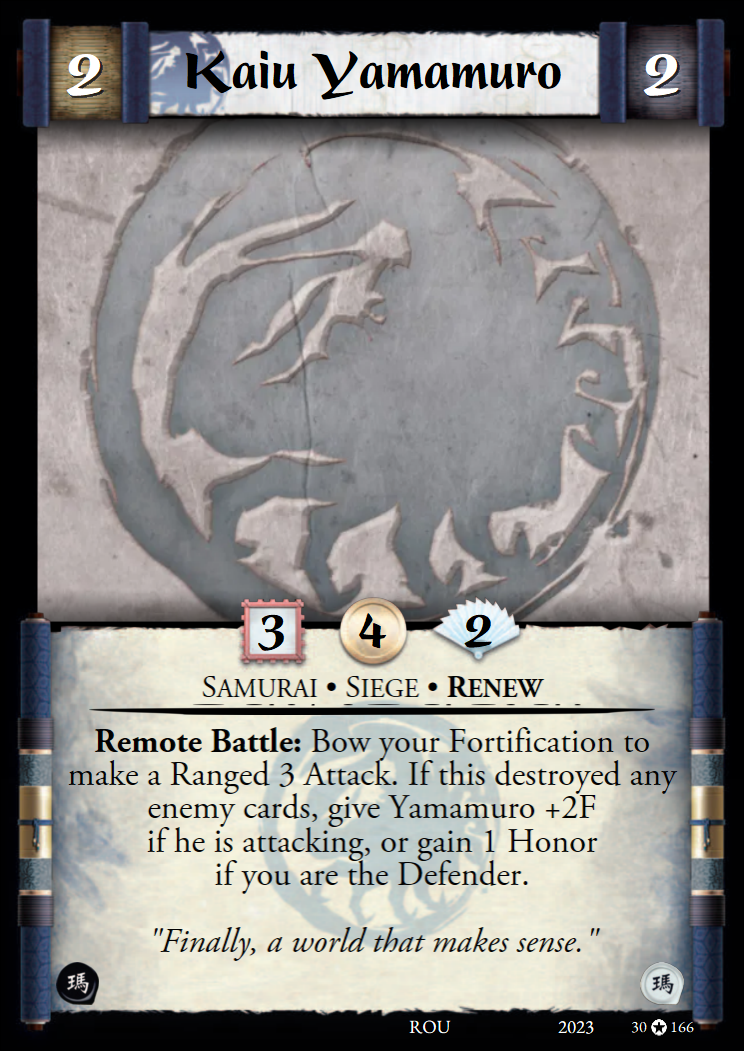 2 Kaiu Yamamuro 2
3 4 2
SAMURAI • SIEGE • RENEW
Remote Battle: Bow your Fortification to
make a Ranged 3 Attack. If this destroyed any
enemy cards, give Yamamuro +2F
if he is attacking, or gain 1 Honor
if you are the Defender.
"Finally, a world that makes sense."
瑪 瑪
ROU 2023 30 ✪ 166